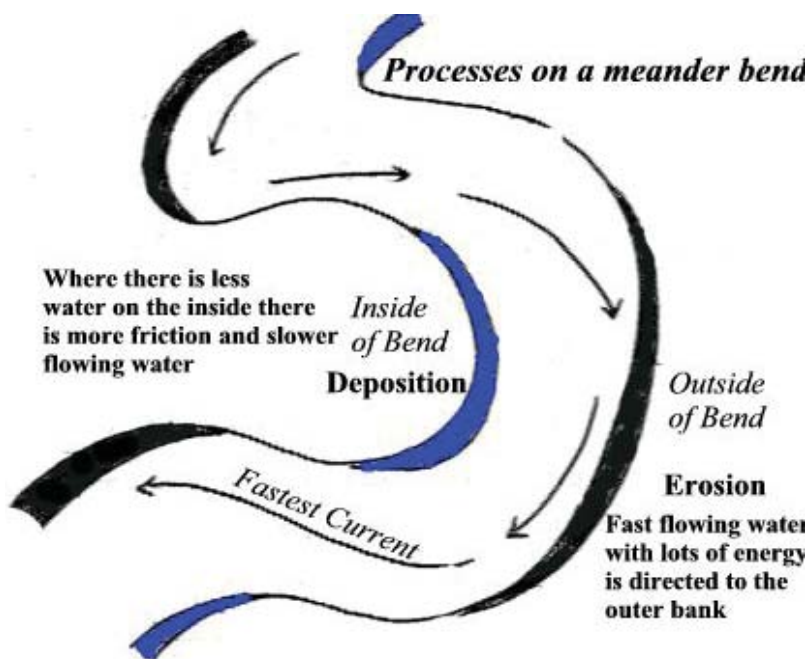 Processes on a meander bend
Where there is less
water on the inside there
is more friction and slower
flowing water
Inside
of Bend
Deposition
Outside
of Bend
Erosion
Fast flowing water
with lots of energy
is directed to the
outer bank
Fastest Current